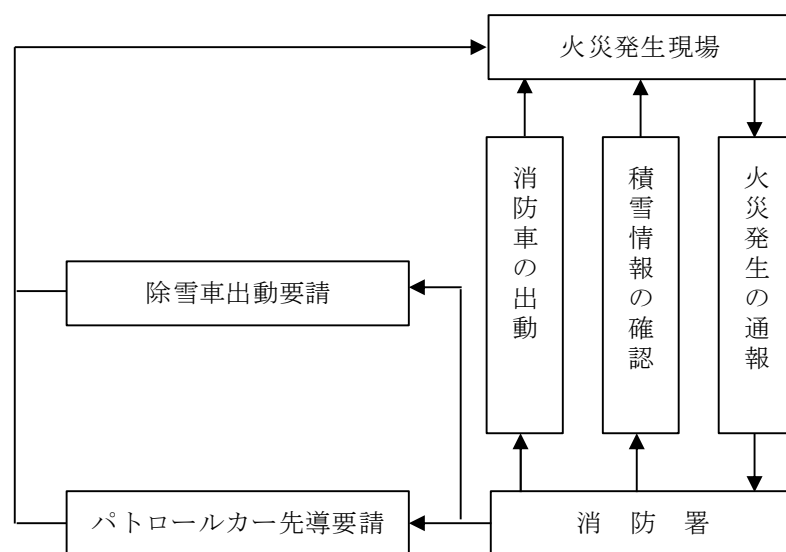 火災発生現場
消防車の出動
積雪情報の確認
火災発生の通報
除雪車出動要請
パトロールカー先導要請
消防署